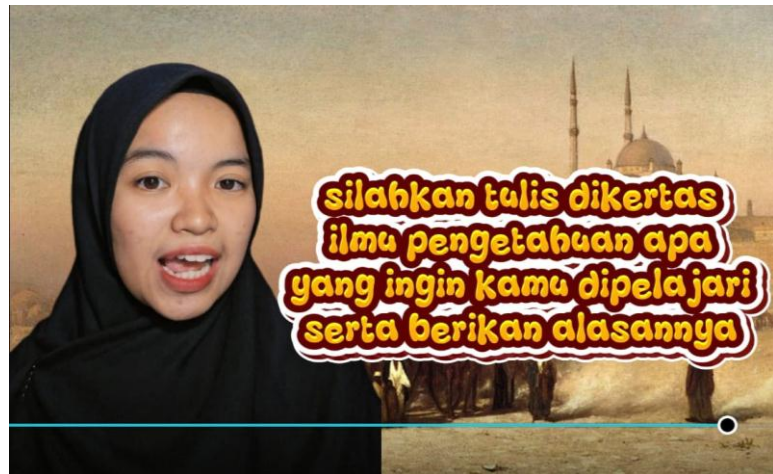 silahkan tulis dikertas
ilmu pengetahuan apa
yang ingin kamu dipelajari
serta berikan alasannya